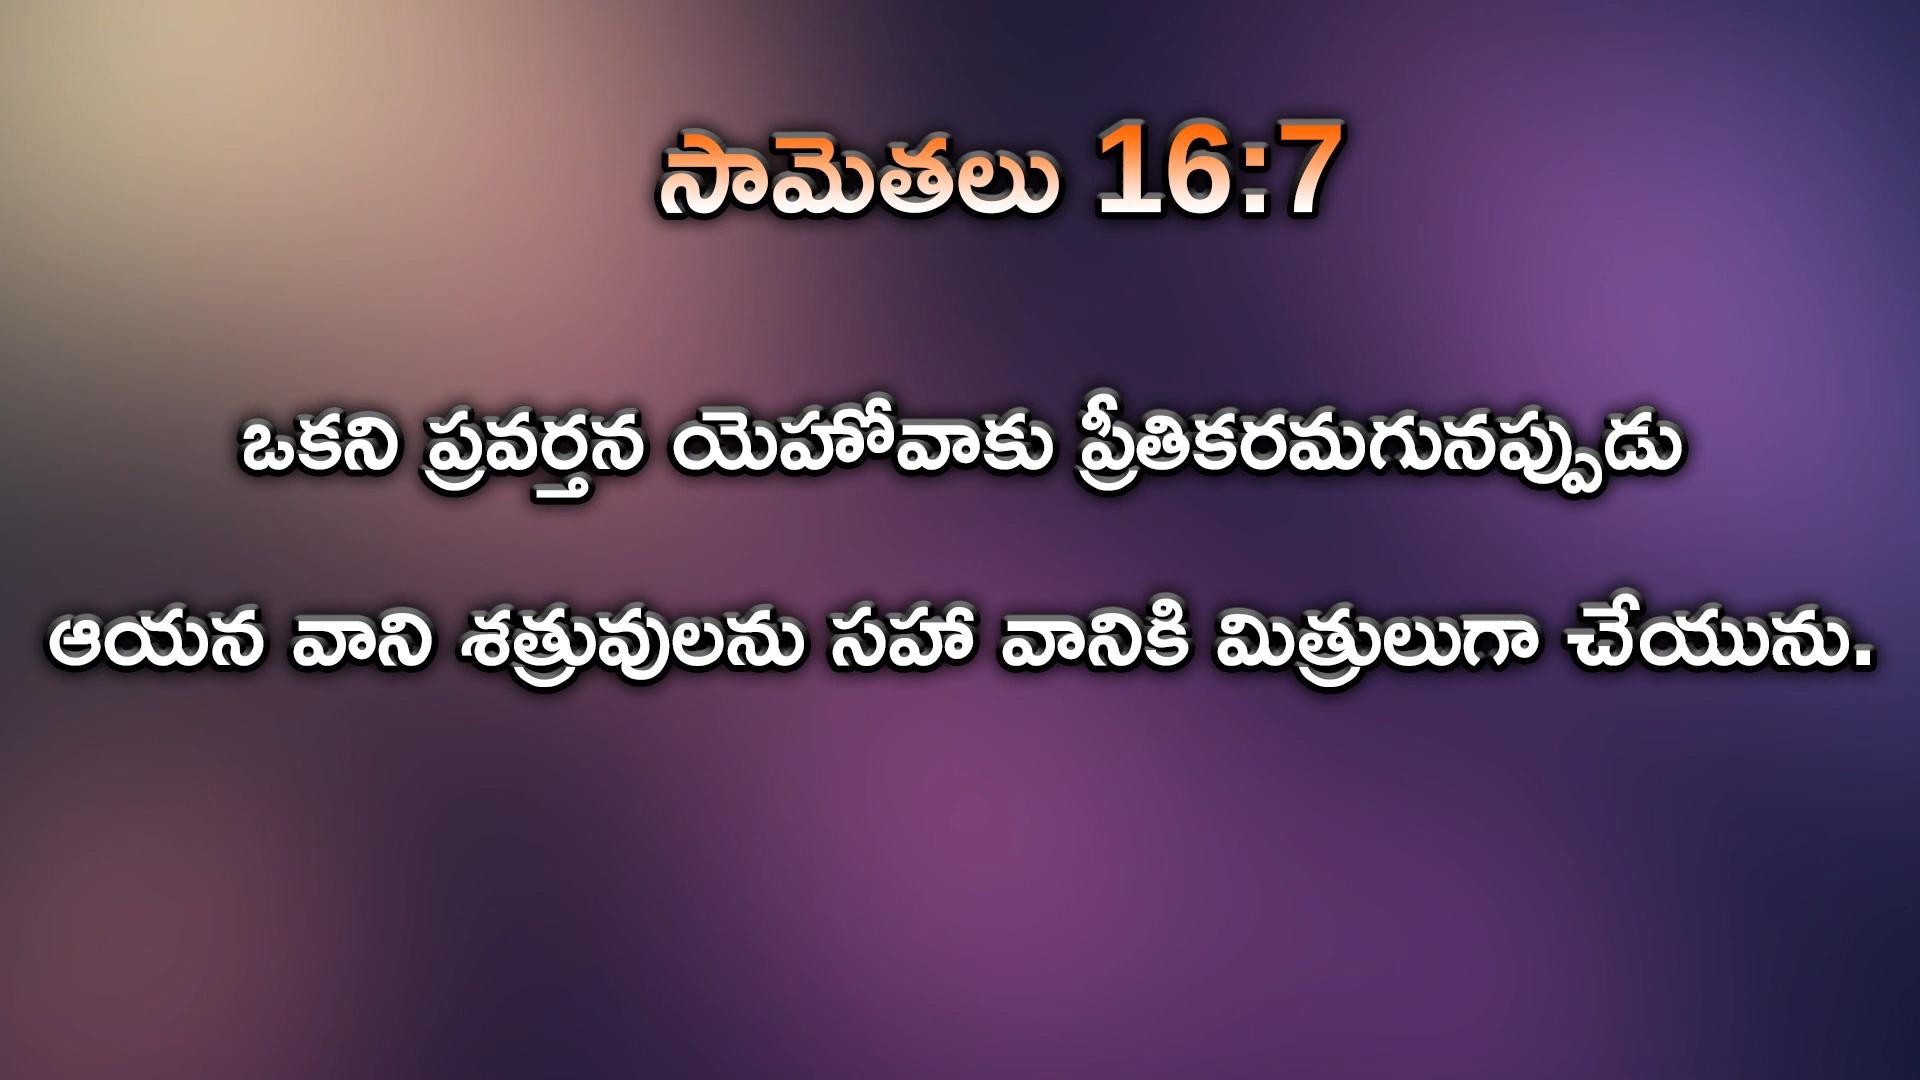 సామెతలు 16:7
ఒకని ప్రవర్తన యెహోవాకు ప్రీతికరమగునప్పుడు
ఆయన వాని శత్రువులను సహా వానికి మిత్రులుగా చేయును.